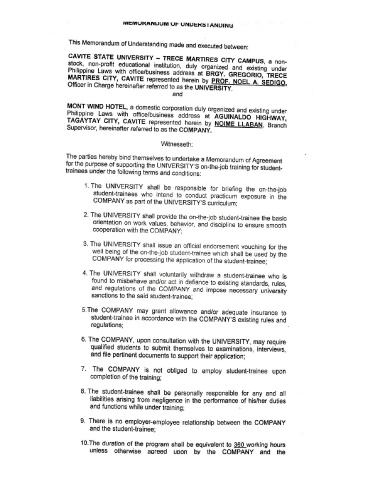 MEMORANDUM OF UNDERSTANDING
This Memorandum of Understanding made and executed between:
CAVITE STATE UNIVERSITY – TRECE MARTIRES CITY CAMPUS, a non-
stock, non-profit educational institution, duly organized and existing under
Philippine Laws with office/business address at BRGY. GREGORIO, TRECE
MARTIRES CITY, CAVITE represented herein by PROF. NOEL A. SEDIGO,
Officer in Charge hereinafter referred to as the UNIVERSITY.
and
MONT WIND HOTEL, a domestic corporation duly organized and existing under
Philippine Laws with office/business address at AGUINALDO HIGHWAY,
TAGAYTAY CITY, CAVITE represented herein by NOIME LLABAN, Branch
Supervisor, hereinafter referred to as the COMPANY.
Witnesseth:
The parties hereby bind themselves to undertake a Memorandum of Agreement
for the purpose of supporting the UNIVERSITY'S on-the-job training for student-
trainees under the following terms and conditions:
1. The UNIVERSITY shall be responsible for briefing the on-the-job
student-trainees who intend to conduct practicum exposure in the
COMPANY as part of the UNIVERSITY'S curriculum;
2. The UNIVERSITY shall provide the on-the-job student-trainee the basic
orientation on work values, behavior, and discipline to ensure smooth
cooperation with the COMPANY;
3. The UNIVERSITY shall issue an official endorsement vouching for the
well being of the on-the-job student-trainee which shall be used by the
COMPANY for processing the application of the student-trainee;
4. The UNIVERSITY shall voluntarily withdraw a student-trainee who is
found to misbehave and/or act in defiance to existing standards, rules,
and regulations of the COMPANY and impose necessary university
sanctions to the said student-trainee;
5.The COMPANY may grant allowance and/or adequate insurance to
student-trainee in accordance with the COMPANY'S existing rules and
regulations;
6. The COMPANY, upon consultation with the UNIVERSITY, may require
qualified students to submit themselves to examinations, interviews,
and file pertinent documents to support their application;
7. The COMPANY is not obliged to employ student-trainee upon
completion of the training;
8. The student-trainee shall be personally responsible for any and all
liabilities arising from negligence in the performance of his/her duties
and functions while under training;
9. There is no employer-employee relationship between the COMPANY
and the student-trainee;
10.The duration of the program shall be equivalent to 360 working hours
unless otherwise agreed upon by the COMPANY and the